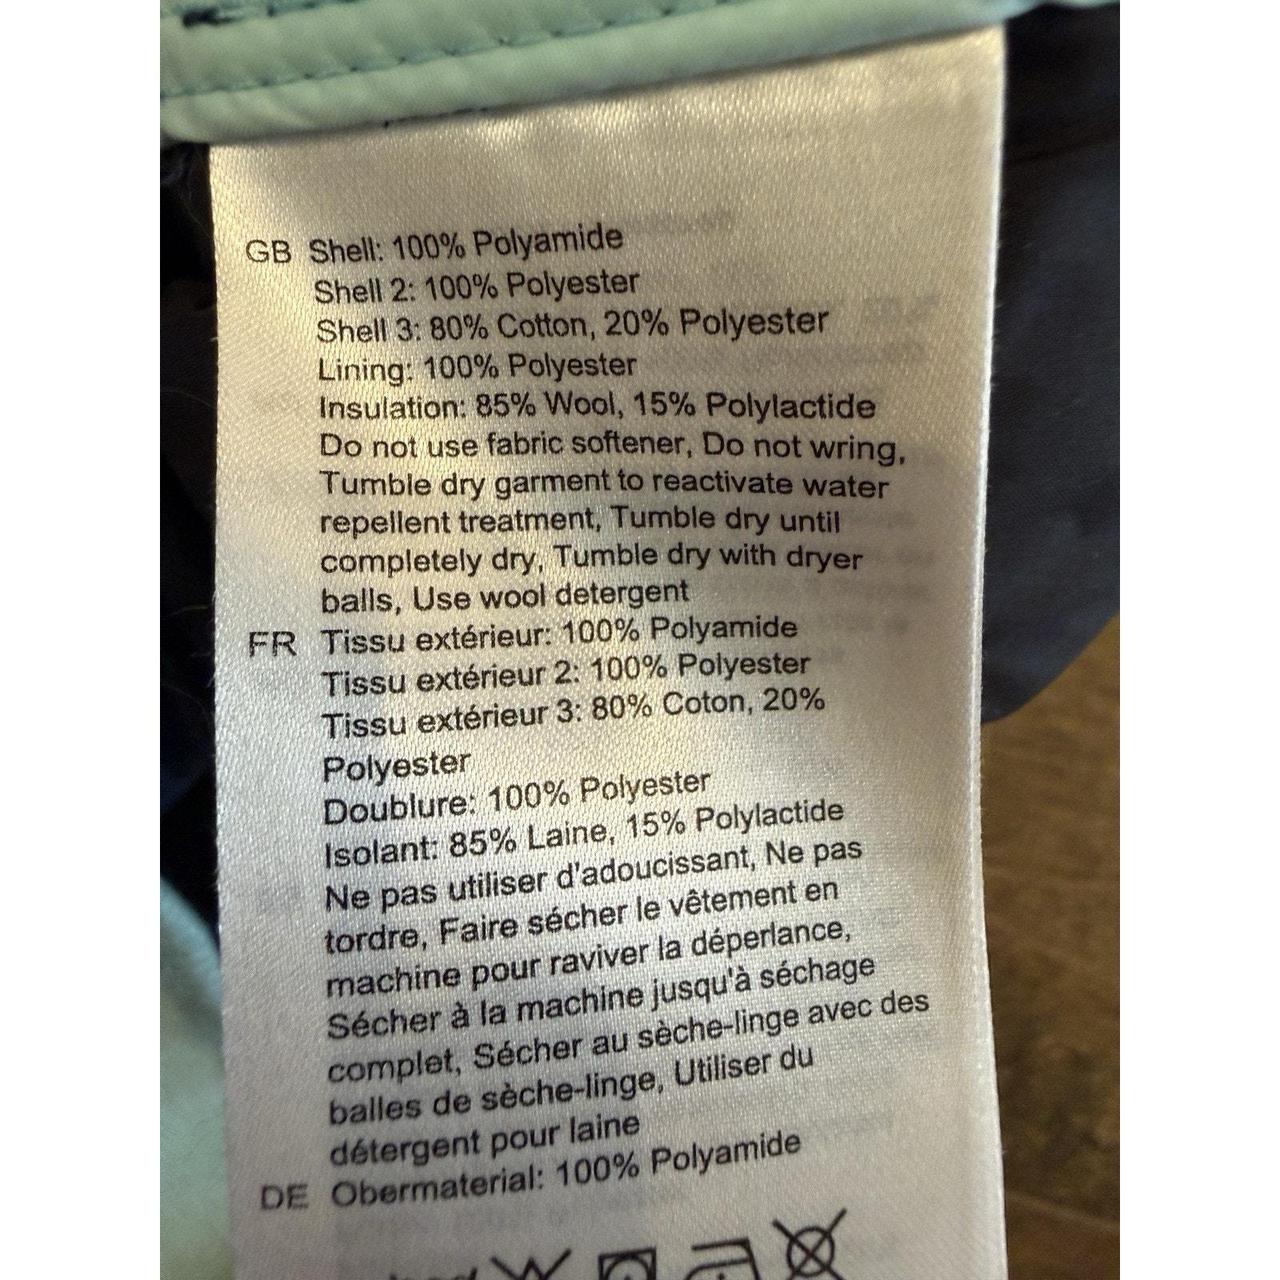 GB Shell: 100% Polyamide
Shell 2: 100% Polyester
Shell 3: 80% Cotton, 20% Polyester
Lining: 100% Polyester
Insulation: 85% Wool, 15% Polylactide
Do not use fabric softener, Do not wring,
Tumble dry garment to reactivate water
repellent treatment, Tumble dry until
completely dry, Tumble dry with dryer
balls, Use wool detergent
FR Tissu extérieur: 100% Polyamide
Tissu extérieur 2: 100% Polyester
Tissu extérieur 3: 80% Coton, 20%
Polyester
Doublure: 100% Polyester
Isolant: 85% Laine, 15% Polylactide
Ne pas utiliser d'adoucissant, Ne pas
tordre, Faire sécher le vêtement en
machine pour raviver la déperlance,
Sécher à la machine jusqu'à séchage
complet, Sécher au sèche-linge avec des
balles de sèche-linge, Utiliser du
détergent pour laine
DE Obermaterial: 100% Polyamide